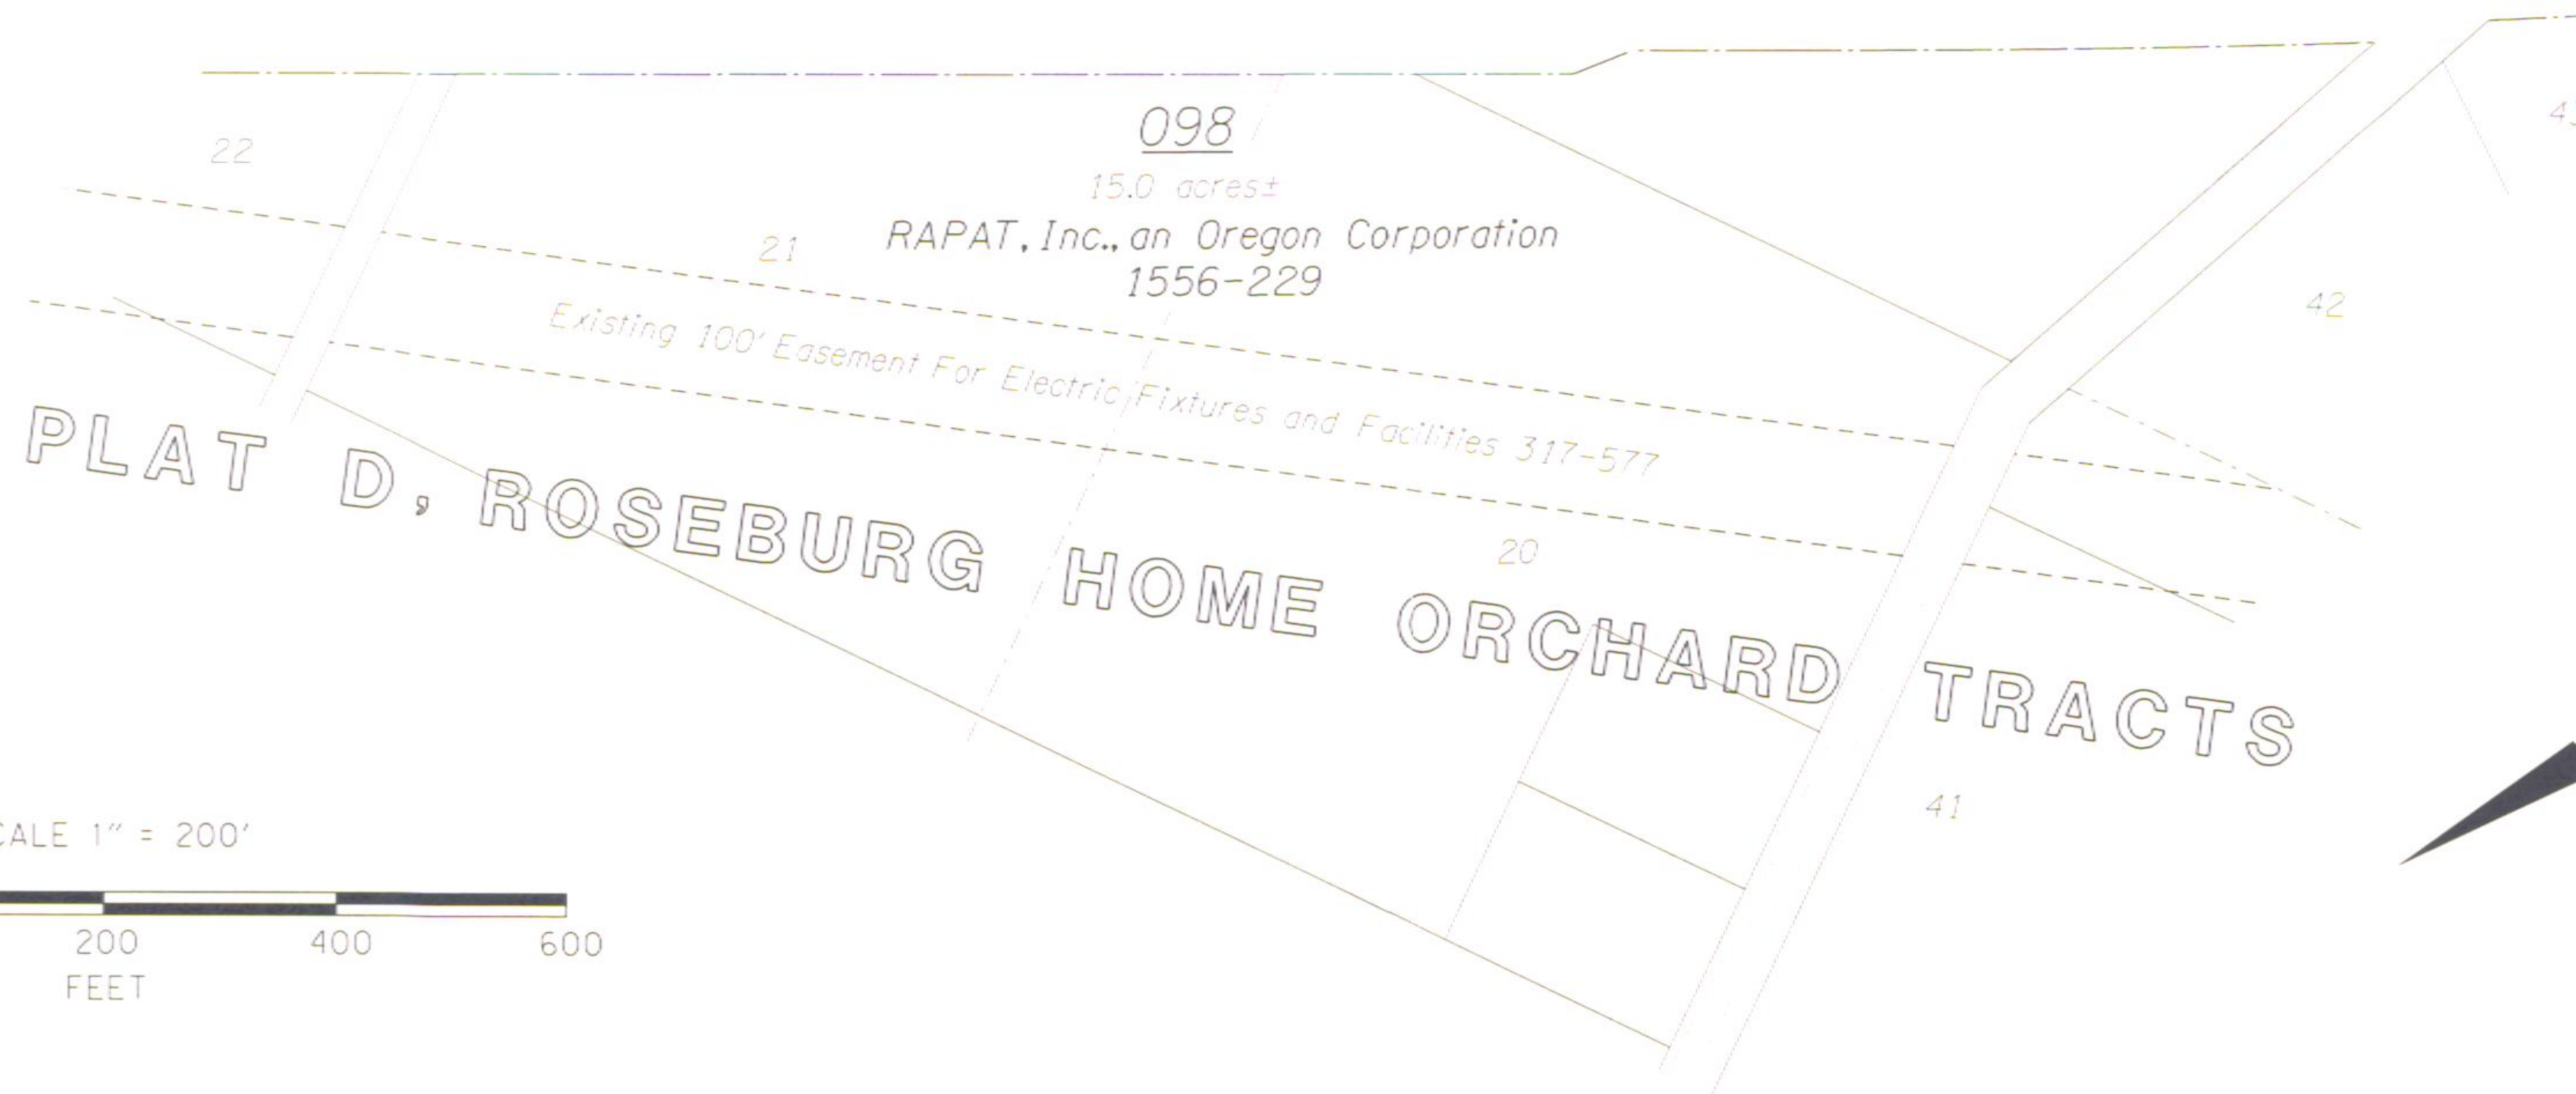 098
22
15.0 acres±
RAPAT, Inc., an Oregon Corporation
21
1556-229
42
Existing 100' Easement For Electric Fixtures and Facilities 317-577
20
PLAT D, ROSEBURG HOME ORCHARD TRACTS
41
CALE 1" = 200'
200 400 600
FEET